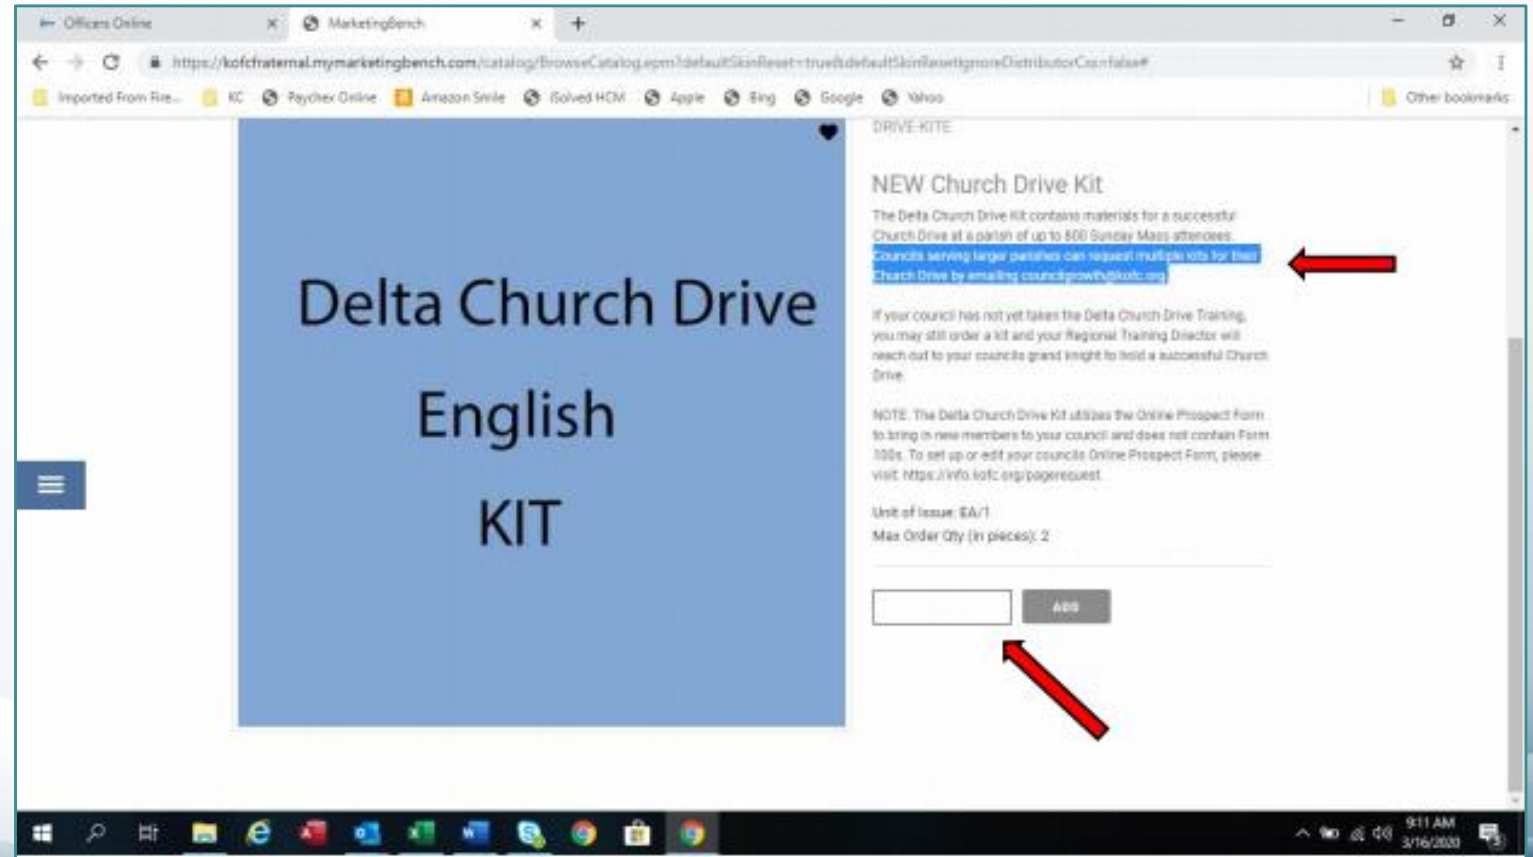 Officers Online
MarketingBench
https://kofcfraternal.mymarketingbench.com/catalog/BrowseCatalog.epm?defaultSkinReset=true&defaultSkinResetIgnoreDistributorCss=false#
Imported From Fire...
KC
Paychex Online
Amazon Smile
iSolved HCM
Apple
Bing
Google
Yahoo
Other bookmarks
DRIVE-KITE
Delta Church Drive
English
KIT
NEW Church Drive Kit
The Delta Church Drive Kit contains materials for a successful
Church Drive at a parish of up to 800 Sunday Mass attendees.
Councils serving larger parishes can request multiple kits for their
Church Drive by emailing councilgrowth@kofc.org.
If your council has not yet taken the Delta Church Drive Training,
you may still order a kit and your Regional Training Director will
reach out to your councils grand knight to hold a successful Church
Drive.
NOTE: The Delta Church Drive Kit utilizes the Online Prospect Form
to bring in new members to your council and does not contain Form
100s. To set up or edit your councils Online Prospect Form, please
visit: https://info.kofc.org/pagerequest.
Unit of Issue: EA/1
Max Order Qty (in pieces): 2
ADD
9:11 AM
3/16/2020